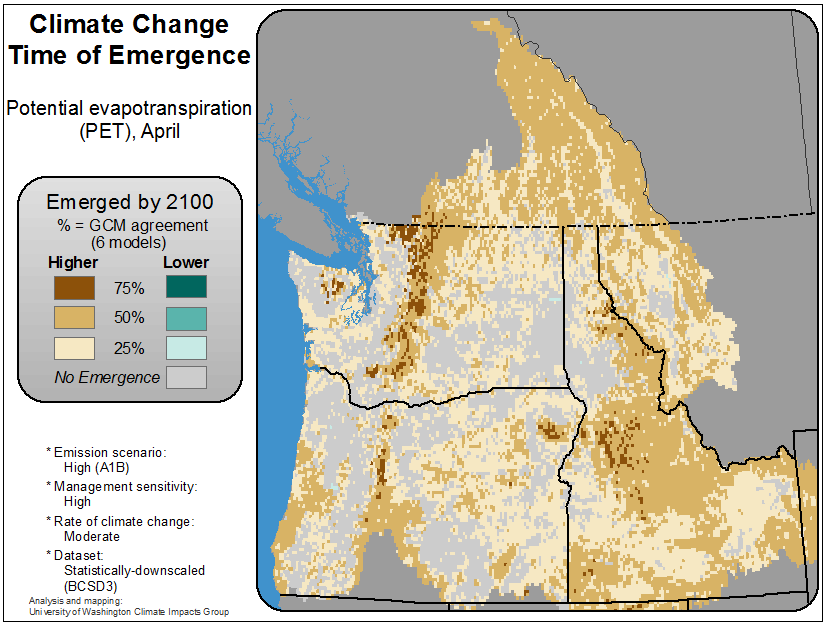 Climate Change
Time of Emergence
Potential evapotranspiration
(PET), April
Emerged by 2100
% = GCM agreement
(6 models)
Higher Lower
75%
50%
25%
No Emergence
* Emission scenario:
High (A1B)
* Management sensitivity:
High
* Rate of climate change:
Moderate
* Dataset:
Statistically-downscaled
(BCSD3)
Analysis and mapping:
University of Washington Climate Impacts Group